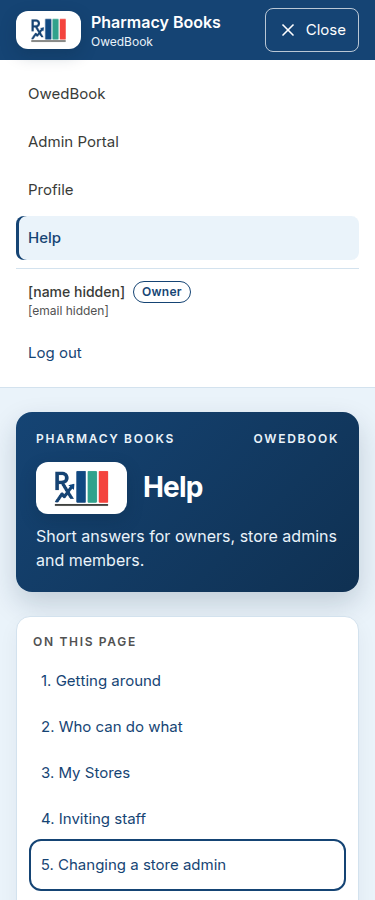 Pharmacy Books
OwedBook
Close
OwedBook
Admin Portal
Profile
Help
[name hidden] Owner
[email hidden]
Log out
PHARMACY BOOKS OWEDBOOK
Help
Short answers for owners, store admins
and members.
ON THIS PAGE
1. Getting around
2. Who can do what
3. My Stores
4. Inviting staff
5. Changing a store admin